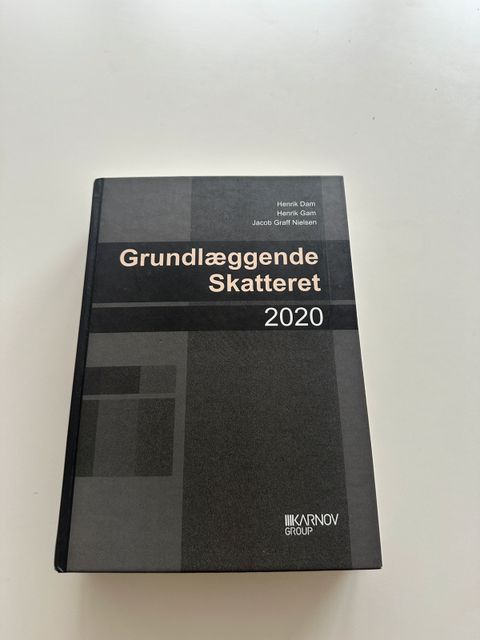 Henrik Dam
Henrik Gam
Jacob Graff Nielsen
Grundlæggende
Skatteret
2020
KARNOV
GROUP